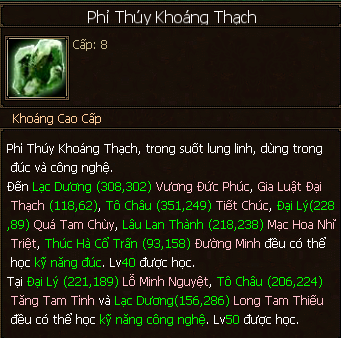 Phỉ Thúy Khoáng Thạch
Cấp: 8
Khoáng Cao Cấp
Phỉ Thúy Khoáng Thạch, trong suốt lung linh, dùng trong
đúc và công nghệ.
Đến Lạc Dương (308,302) Vương Đức Phúc, Gia Luật Đại
Thạch (118,62), Tô Châu (351,249) Tiết Chúc, Đại Lý(228
,89) Quá Tam Chùy, Lâu Lan Thành (218,238) Mạc Hoa Nhi
Triệt, Thúc Hà Cổ Trấn (93,158) Đường Minh đều có thể
học kỹ năng đúc. Lv40 được học.
Tại Đại Lý (221,189) Lỗ Minh Nguyệt, Tô Châu (206,224)
Tăng Tam Tinh và Lạc Dương(156,286) Long Tam Thiếu
đều có thể học kỹ năng công nghệ. Lv50 được học.